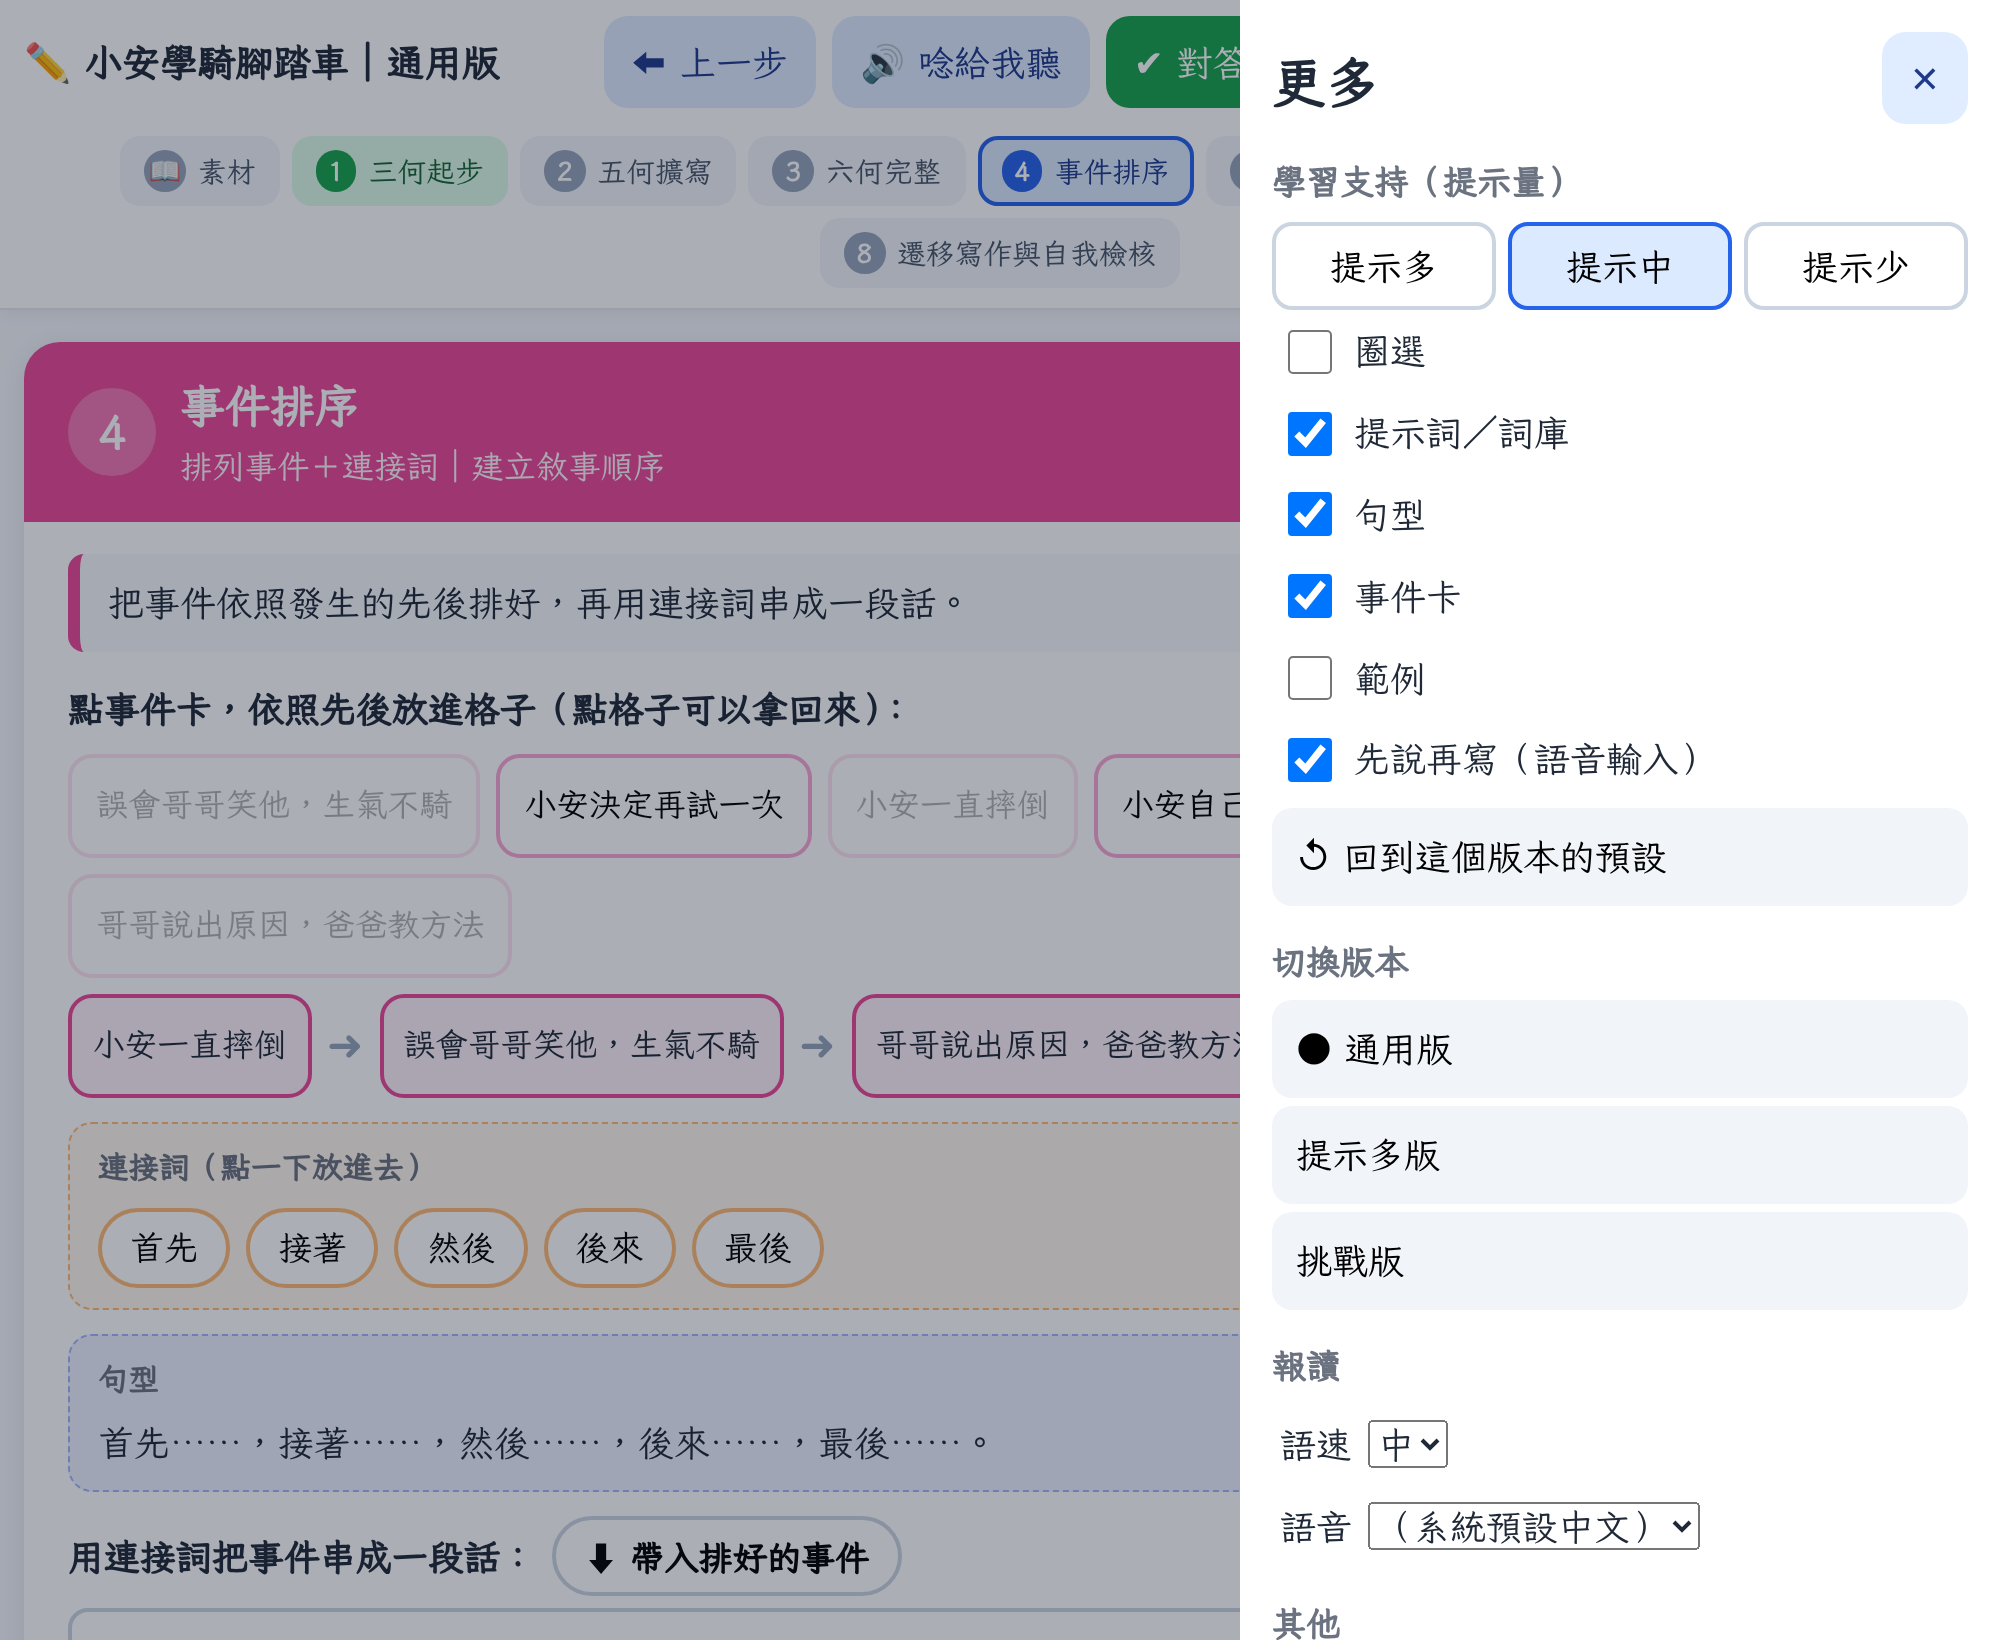 ✏️ 小安學騎腳踏車｜通用版
⬅ 上一步
🔊 唸給我聽
✔ 對答
📖 素材
1 三何起步
2 五何擴寫
3 六何完整
4 事件排序
8 遷移寫作與自我檢核
4 事件排序
排列事件＋連接詞｜建立敘事順序
把事件依照發生的先後排好，再用連接詞串成一段話。
點事件卡，依照先後放進格子（點格子可以拿回來）：
誤會哥哥笑他，生氣不騎
小安決定再試一次
小安一直摔倒
小安自己
哥哥說出原因，爸爸教方法
小安一直摔倒 ➜ 誤會哥哥笑他，生氣不騎 ➜ 哥哥說出原因，爸爸教方
連接詞（點一下放進去）
首先 接著 然後 後來 最後
句型
首先⋯⋯，接著⋯⋯，然後⋯⋯，後來⋯⋯，最後⋯⋯。
用連接詞把事件串成一段話：
⬇ 帶入排好的事件
更多
✕
學習支持（提示量）
提示多 提示中 提示少
圈選
提示詞／詞庫
句型
事件卡
範例
先說再寫（語音輸入）
↺ 回到這個版本的預設
切換版本
● 通用版
提示多版
挑戰版
報讀
語速 中
語音 （系統預設中文）
其他